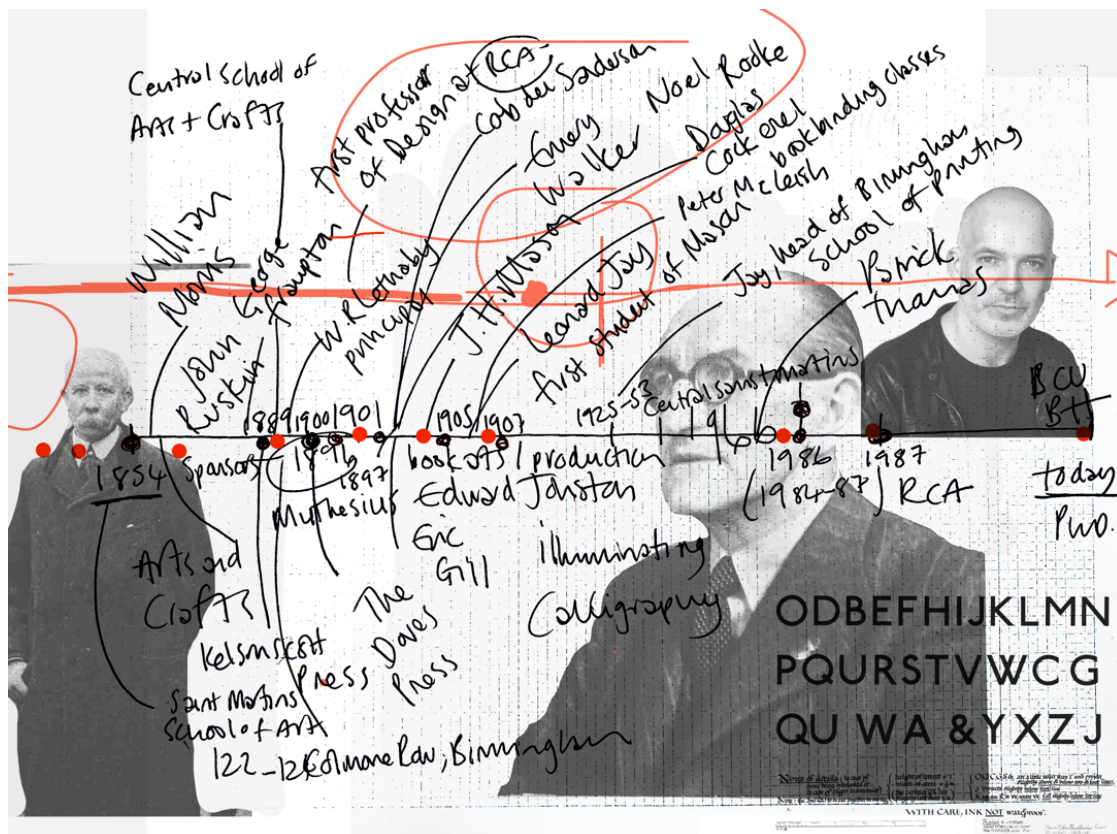 Central School of
Arts + Crafts
first professor
of Design at RCA -
Cobden Sanderson
Emery
Walker
Noel Rooke
Douglas
Cockerel
bookbinding classes
Peter McLeish
William
Morris
John
Ruskin
George
Frampton
W.R. Lethaby
principal
J.H. Mason
Leonard Jay
first student of Mason
Jay, head of Birmingham
School of printing
Patrick
Thomas
1889
1900
1901
1905
1907
1925-53
Central saint martins
1966
BCU
1854
Sponsors
1896
1897
Muthesius
book arts / production
Edward Johnston
Eric
Gill
illuminating
Calligraphy
1986
(1984-87)
1987
RCA
today
PhD.
Arts and
Crafts
Kelsmscott
Press
The
Doves
Press
Saint Martins
School of Art
Colmore Row, Birmingham
ODBEFHIJKLMN
PQURSTVWCG
QU WA &YXZJ
WITH CARE, INK NOT waterproof.